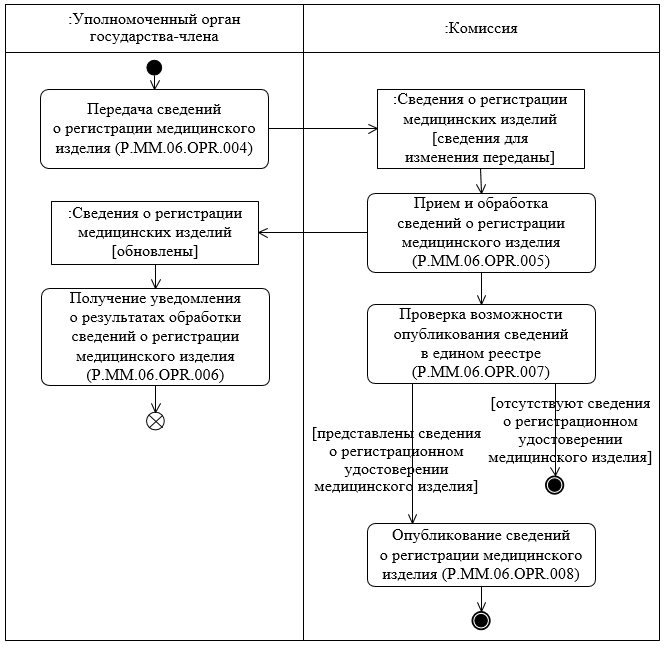 :Уполномоченный орган
государства-члена
:Комиссия
Передача сведений
о регистрации медицинского
изделия (P.MM.06.OPR.004)
:Сведения о регистрации
медицинских изделий
[сведения для
изменения переданы]
Прием и обработка
сведений о регистрации
медицинского изделия
(P.MM.06.OPR.005)
:Сведения о регистрации
медицинских изделий
[обновлены]
Получение уведомления
о результатах обработки
сведений о регистрации
медицинского изделия
(P.MM.06.OPR.006)
Проверка возможности
опубликования сведений
в едином реестре
(P.MM.06.OPR.007)
[отсутствуют сведения
о регистрационном
удостоверении
медицинского изделия]
[представлены сведения
о регистрационном
удостоверении
медицинского изделия]
Опубликование сведений
о регистрации медицинского
изделия (P.MM.06.OPR.008)